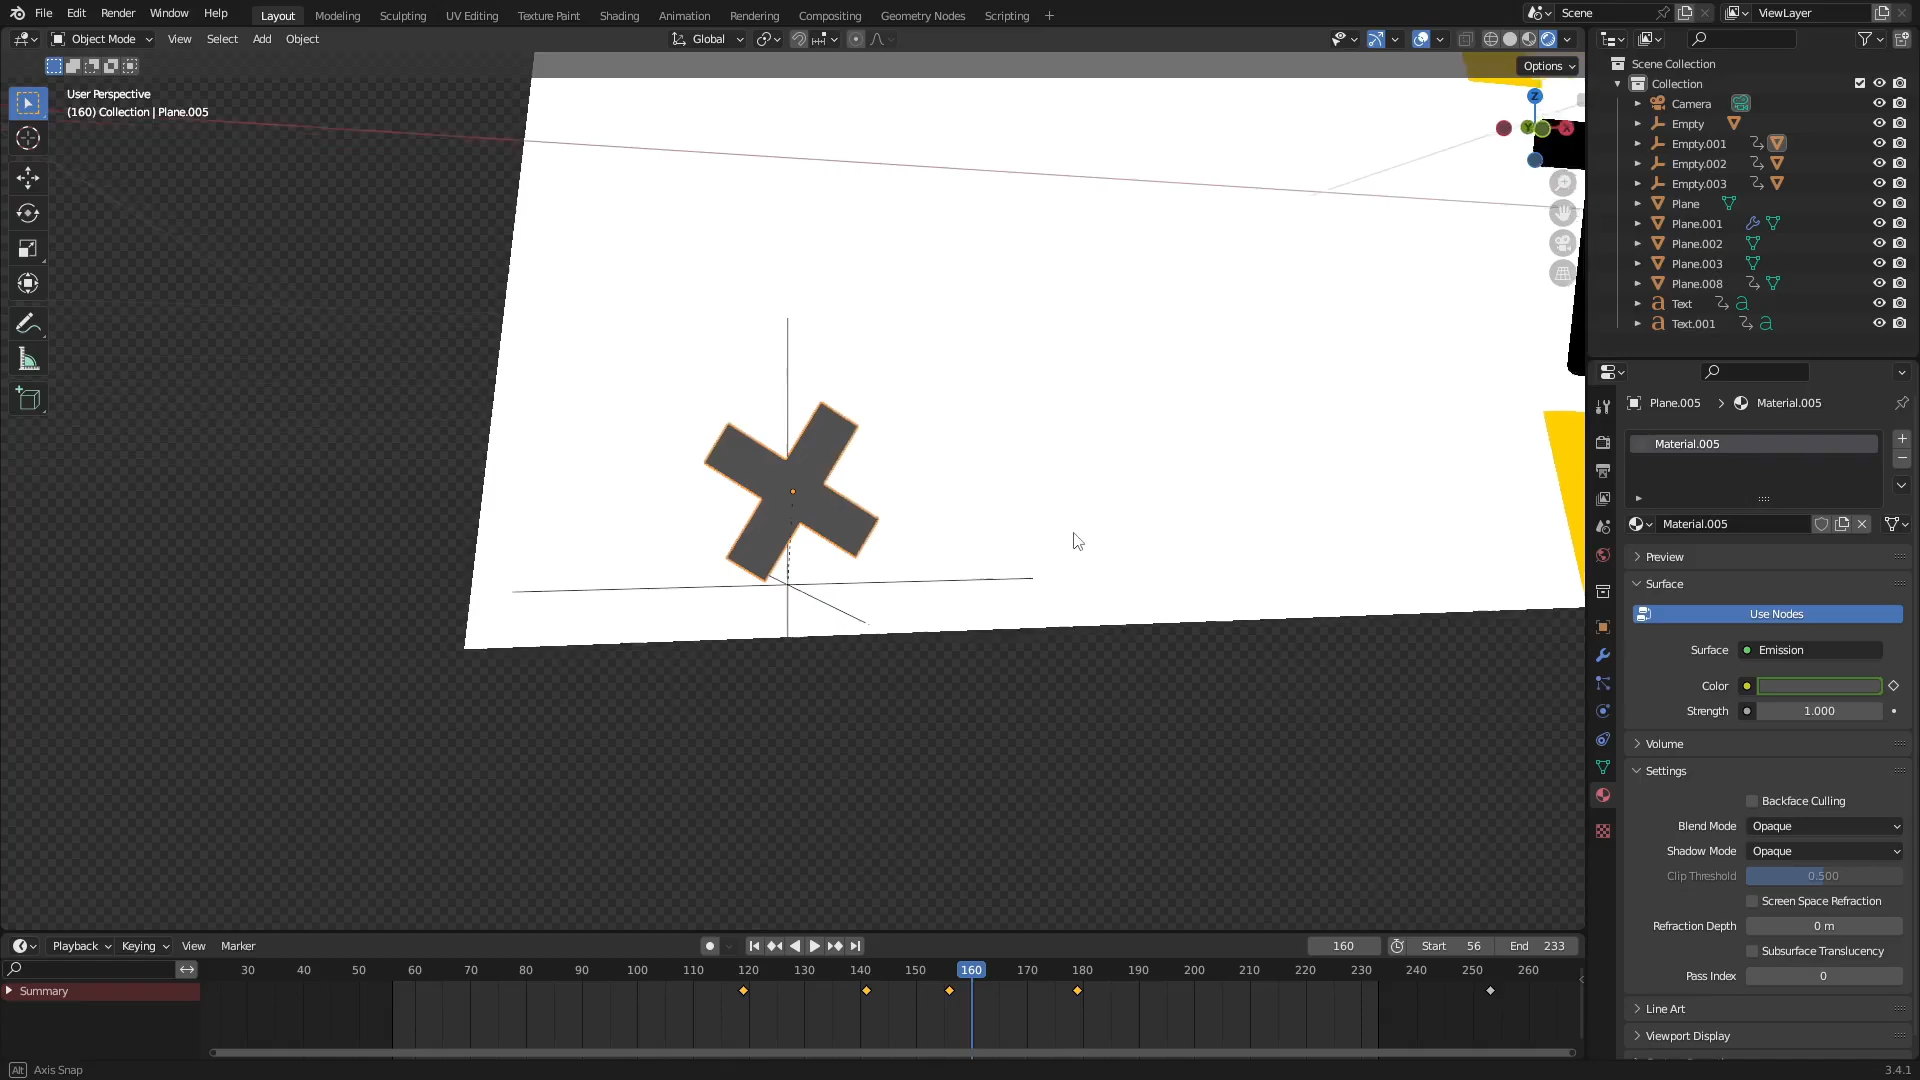 File Edit Render Window Help Layout Modeling Sculpting UV Editing Texture Paint Shading Animation Rendering Compositing Geometry Nodes Scripting + Scene ViewLayer
Object Mode View Select Add Object Global
Options
User Perspective
(160) Collection | Plane.005
Z
Y X
Scene Collection
Collection
Camera
Empty
Empty.001
Empty.002
Empty.003
Plane
Plane.001
Plane.002
Plane.003
Plane.008
Text
Text.001
Plane.005 > Material.005
Material.005
Material.005
Preview
Surface
Use Nodes
Surface Emission
Color
Strength 1.000
Volume
Settings
Backface Culling
Blend Mode Opaque
Shadow Mode Opaque
Clip Threshold 0.500
Screen Space Refraction
Refraction Depth 0 m
Subsurface Translucency
Pass Index 0
Line Art
Viewport Display
Playback Keying View Marker 160 Start 56 End 233
30 40 50 60 70 80 90 100 110 120 130 140 150 160 170 180 190 200 210 220 230 240 250 260
Summary
Alt Axis Snap 3.4.1